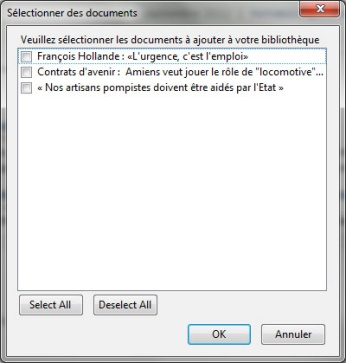 Sélectionner des documents
Veuillez sélectionner les documents à ajouter à votre bibliothèque
François Hollande : «L'urgence, c'est l'emploi»
Contrats d'avenir :  Amiens veut jouer le rôle de "locomotive"...
« Nos artisans pompistes doivent être aidés par l'Etat »
Select All
Deselect All
OK
Annuler